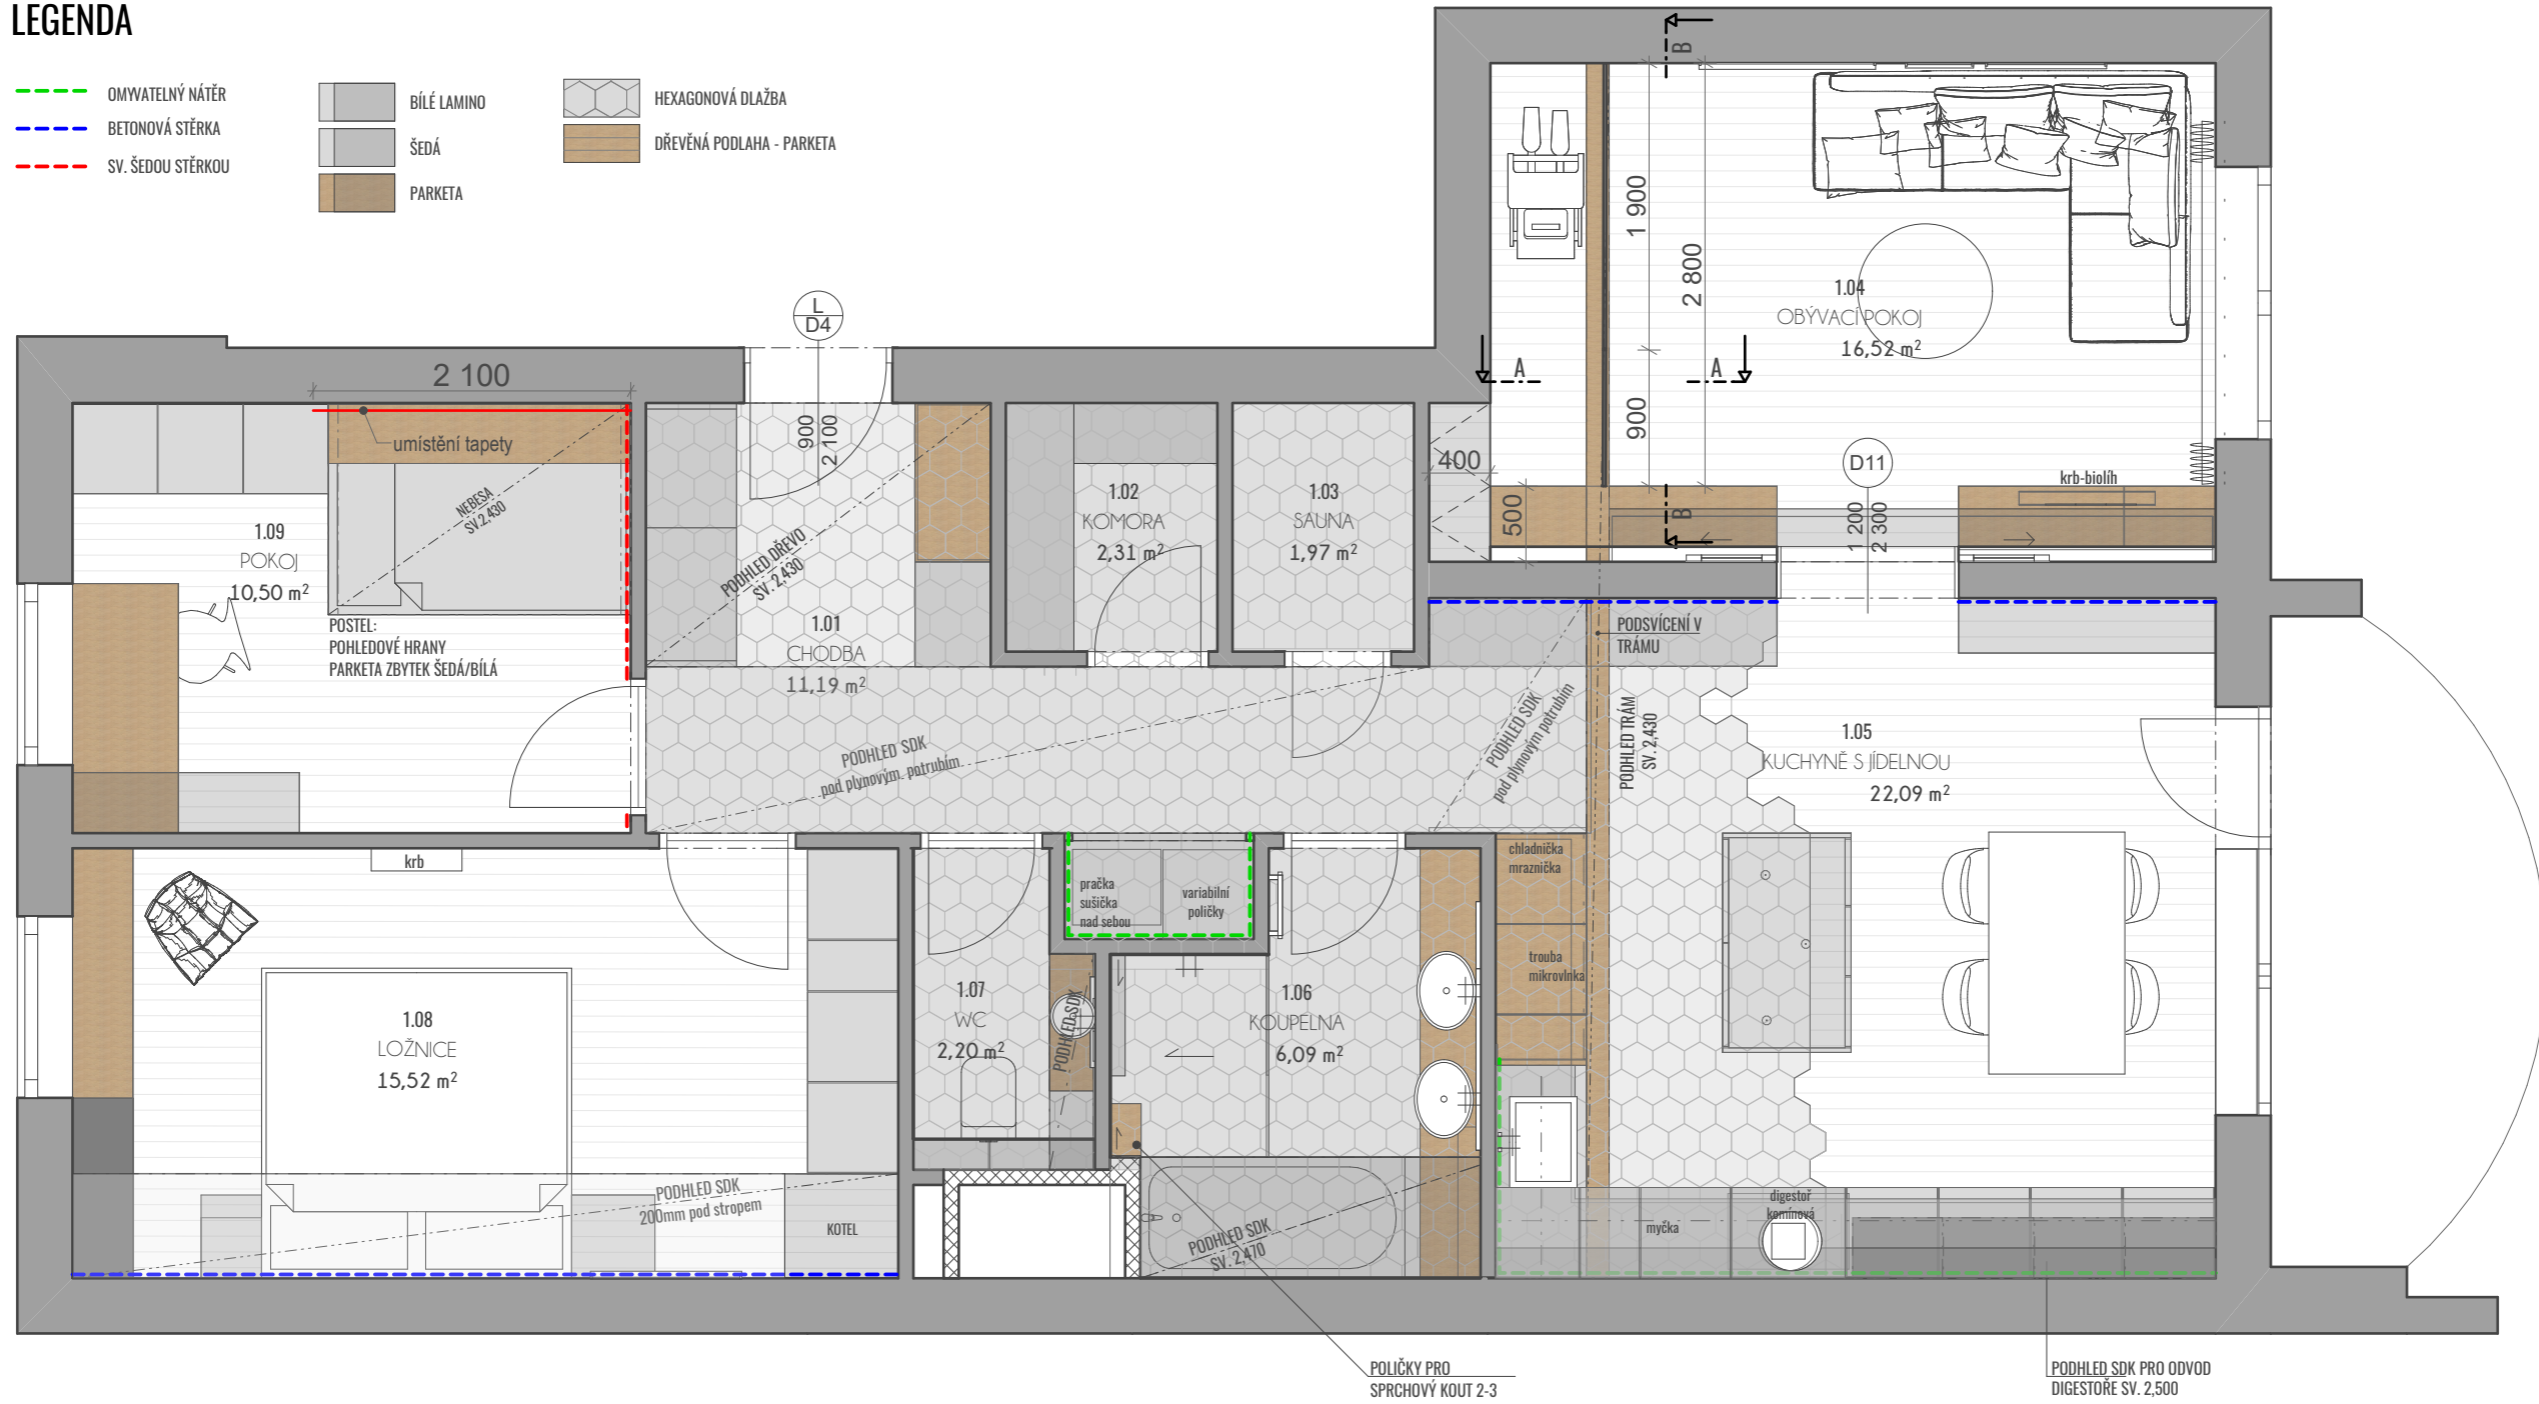 LEGENDA
OMYVATELNÝ NÁTĚR
BETONOVÁ STĚRKA
SV. ŠEDOU STĚRKOU
BÍLÉ LAMINO
ŠEDÁ
PARKETA
HEXAGONOVÁ DLAŽBA
DŘEVĚNÁ PODLAHA - PARKETA
B
1 900
2 800
900
1.04
OBÝVACÍ POKOJ
16,52 m²
A
A
L
D4
2 100
umístění tapety
NEBESA
SV.2,430
1.09
POKOJ
10,50 m²
POSTEL:
POHLEDOVÉ HRANY
PARKETA ZBYTEK ŠEDÁ/BÍLÁ
900
2 100
PODHLED DŘEVO
SV. 2,430
1.01
CHODBA
11,19 m²
1.02
KOMORA
2,31 m²
1.03
SAUNA
1,97 m²
400
500
D11
krb-biolíh
B
1 200
2 300
PODSVÍCENÍ V
TRÁMU
PODHLED SDK
pod plynovým potrubím
PODHLED SDK
pod plynovým potrubím
PODHLED TRÁM
SV. 2,430
1.05
KUCHYNĚ S JÍDELNOU
22,09 m²
krb
pračka
sušička
nad sebou
variabilní
poličky
chladnička
mraznička
trouba
mikrovlnka
1.08
LOŽNICE
15,52 m²
1.07
WC
2,20 m²
PODHLED SDK
1.06
KOUPELNA
6,09 m²
PODHLED SDK
200mm pod stropem
KOTEL
PODHLED SDK
SV. 2,470
myčka
digestoř
komínová
POLIČKY PRO
SPRCHOVÝ KOUT 2-3
PODHLED SDK PRO ODVOD
DIGESTOŘE SV. 2,500